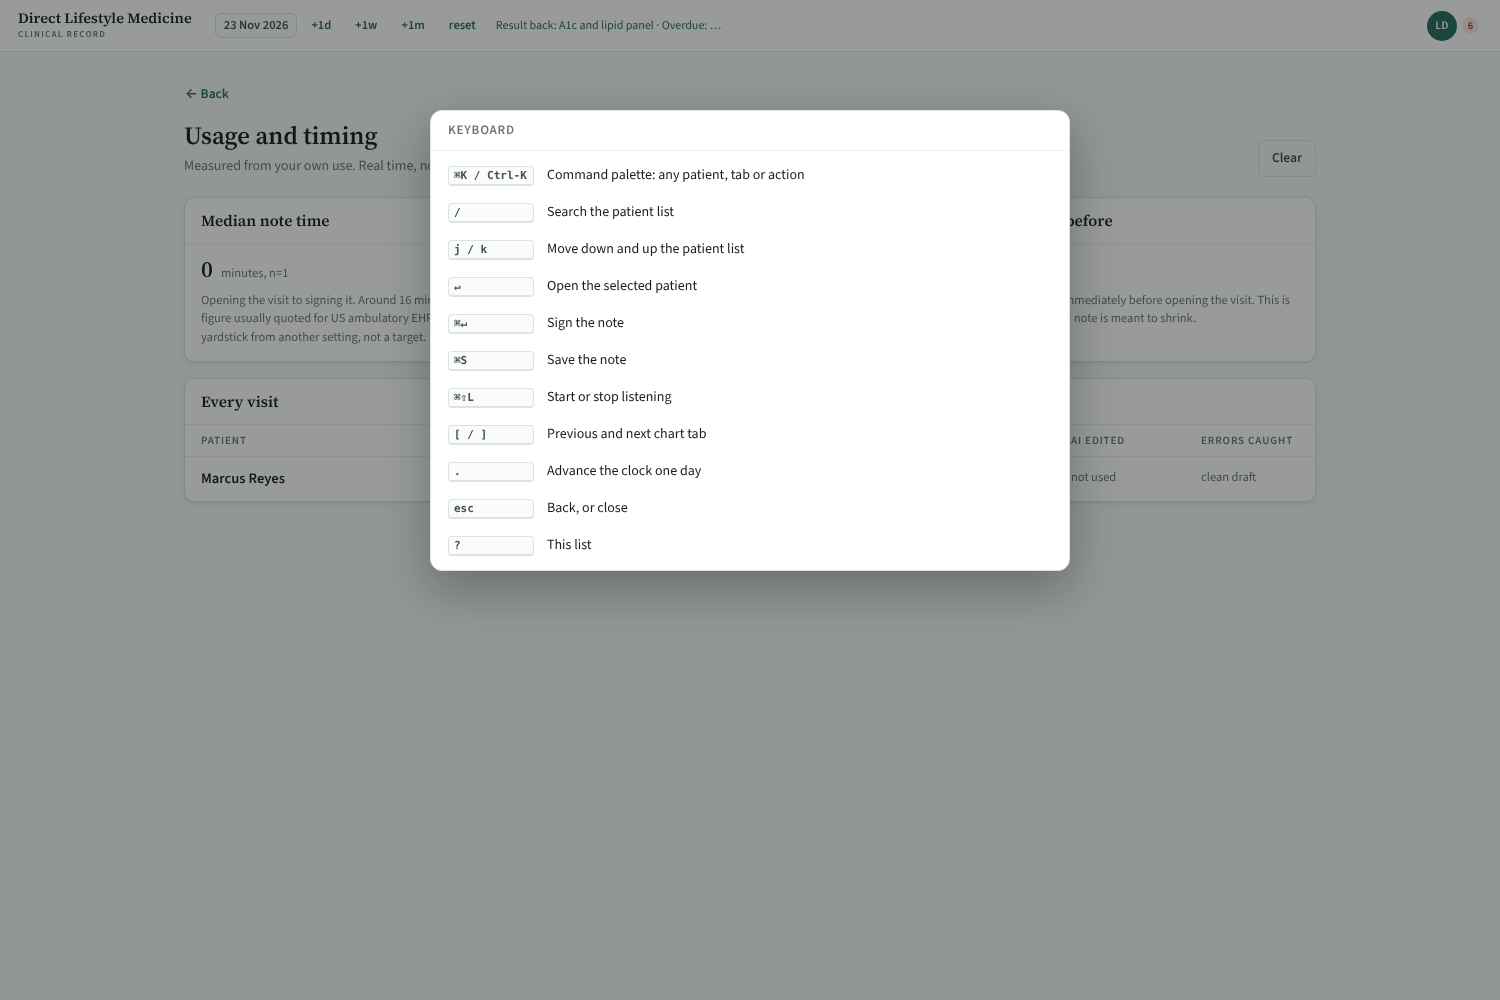 Direct Lifestyle Medicine
CLINICAL RECORD
23 Nov 2026 +1d +1w +1m reset Result back: A1c and lipid panel · Overdue: …
LD 6
← Back
Usage and timing
Measured from your own use. Real time,
Clear
Median note time
0 minutes, n=1
Opening the visit to signing it. Around 16
figure usually quoted for US ambulatory
yardstick from another setting, not a target.
before
immediately before opening the visit. This is
note is meant to shrink.
Every visit
PATIENT
AI EDITED ERRORS CAUGHT
Marcus Reyes
not used clean draft
KEYBOARD
⌘K / Ctrl-K Command palette: any patient, tab or action
/ Search the patient list
j / k Move down and up the patient list
↵ Open the selected patient
⌘↵ Sign the note
⌘S Save the note
⌘⇧L Start or stop listening
[ / ] Previous and next chart tab
. Advance the clock one day
esc Back, or close
? This list